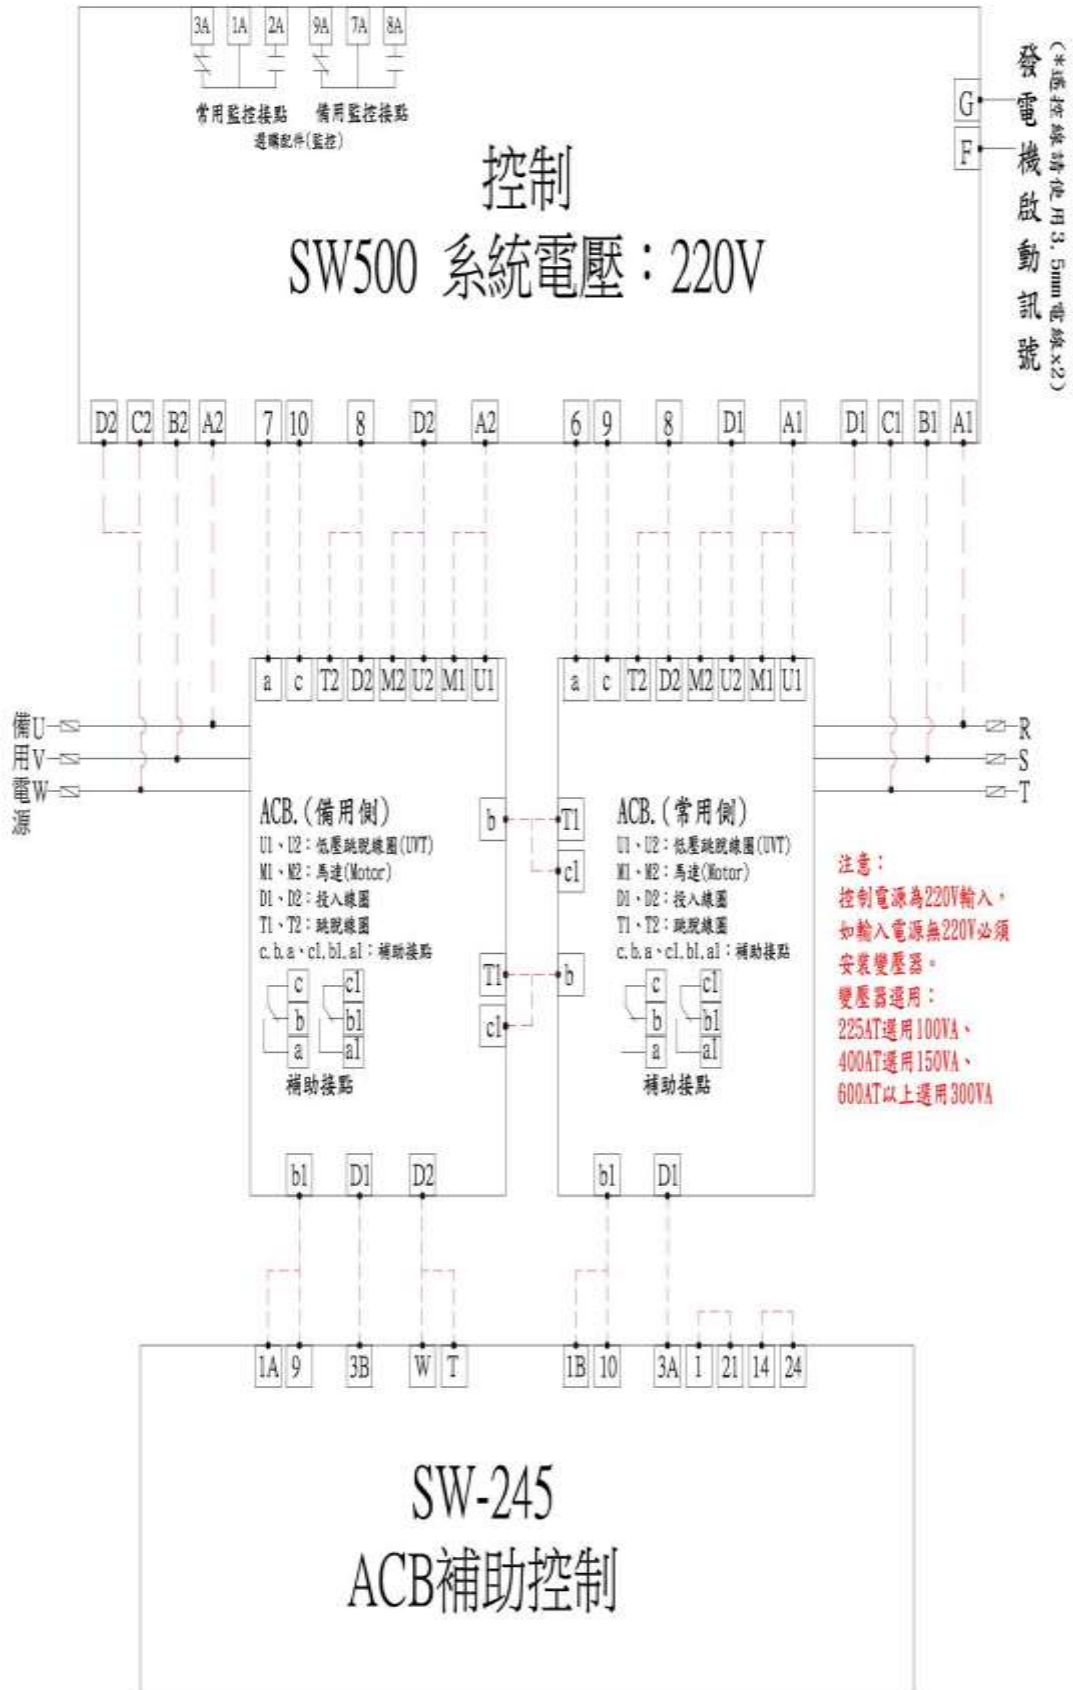 3A 1A 2A 9A 7A 8A
常用監控接點 備用監控接點
選購配件(監控)
G
F
發電機啟動訊號
(*遙控線請使用3.5mm電線x2)
控制
SW500 系統電壓：220V
D2 C2 B2 A2 7 10 8 D2 A2 6 9 8 D1 A1 D1 C1 B1 A1
a c T2 D2 M2 U2 M1 U1 a c T2 D2 M2 U2 M1 U1
備用電源
U
V
W
R
S
T
ACB.(備用側)
U1、U2：低壓跳脫線圈(UVT)
M1、M2：馬達(Motor)
D1、D2：投入線圈
T1、T2：跳脫線圈
c.b.a、c1.b1.a1：補助接點
c c1
b b1
a a1
補助接點
b
T1
c1
T1
c1
b
ACB.(常用側)
U1、U2：低壓跳脫線圈(UVT)
M1、M2：馬達(Motor)
D1、D2：投入線圈
T1、T2：跳脫線圈
c.b.a、c1.b1.a1：補助接點
c c1
b b1
a a1
補助接點
注意：
控制電源為220V輸入，
如輸入電源無220V必須
安裝變壓器。
變壓器選用：
225AT選用100VA、
400AT選用150VA、
600AT以上選用300VA
b1 D1 D2 b1 D1
1A 9 3B W T 1B 10 3A 1 21 14 24
SW-245
ACB補助控制